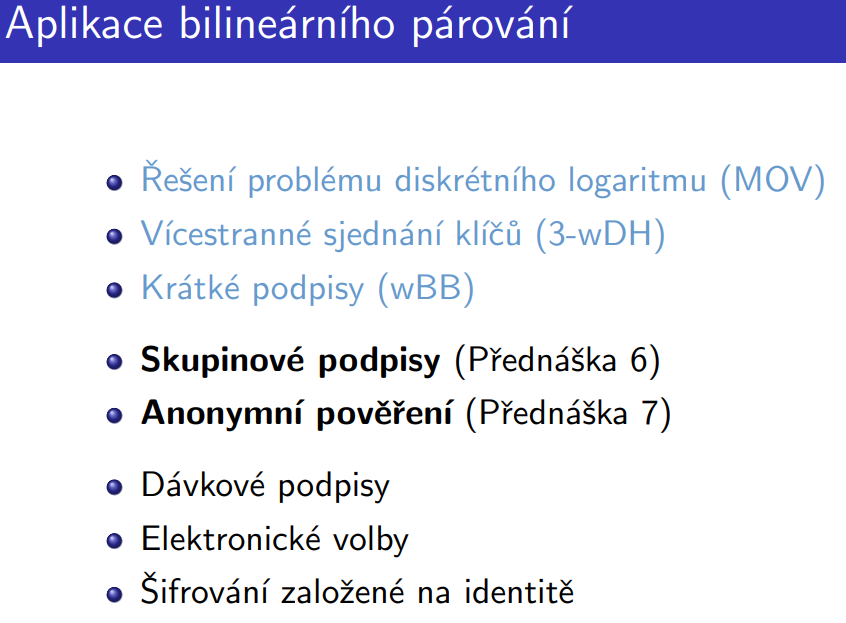 Aplikace bilineárního párování
Řešení problému diskrétního logaritmu (MOV)
Vícestranné sjednání klíčů (3-wDH)
Krátké podpisy (wBB)
Skupinové podpisy (Přednáška 6)
Anonymní pověření (Přednáška 7)
Dávkové podpisy
Elektronické volby
Šifrování založené na identitě